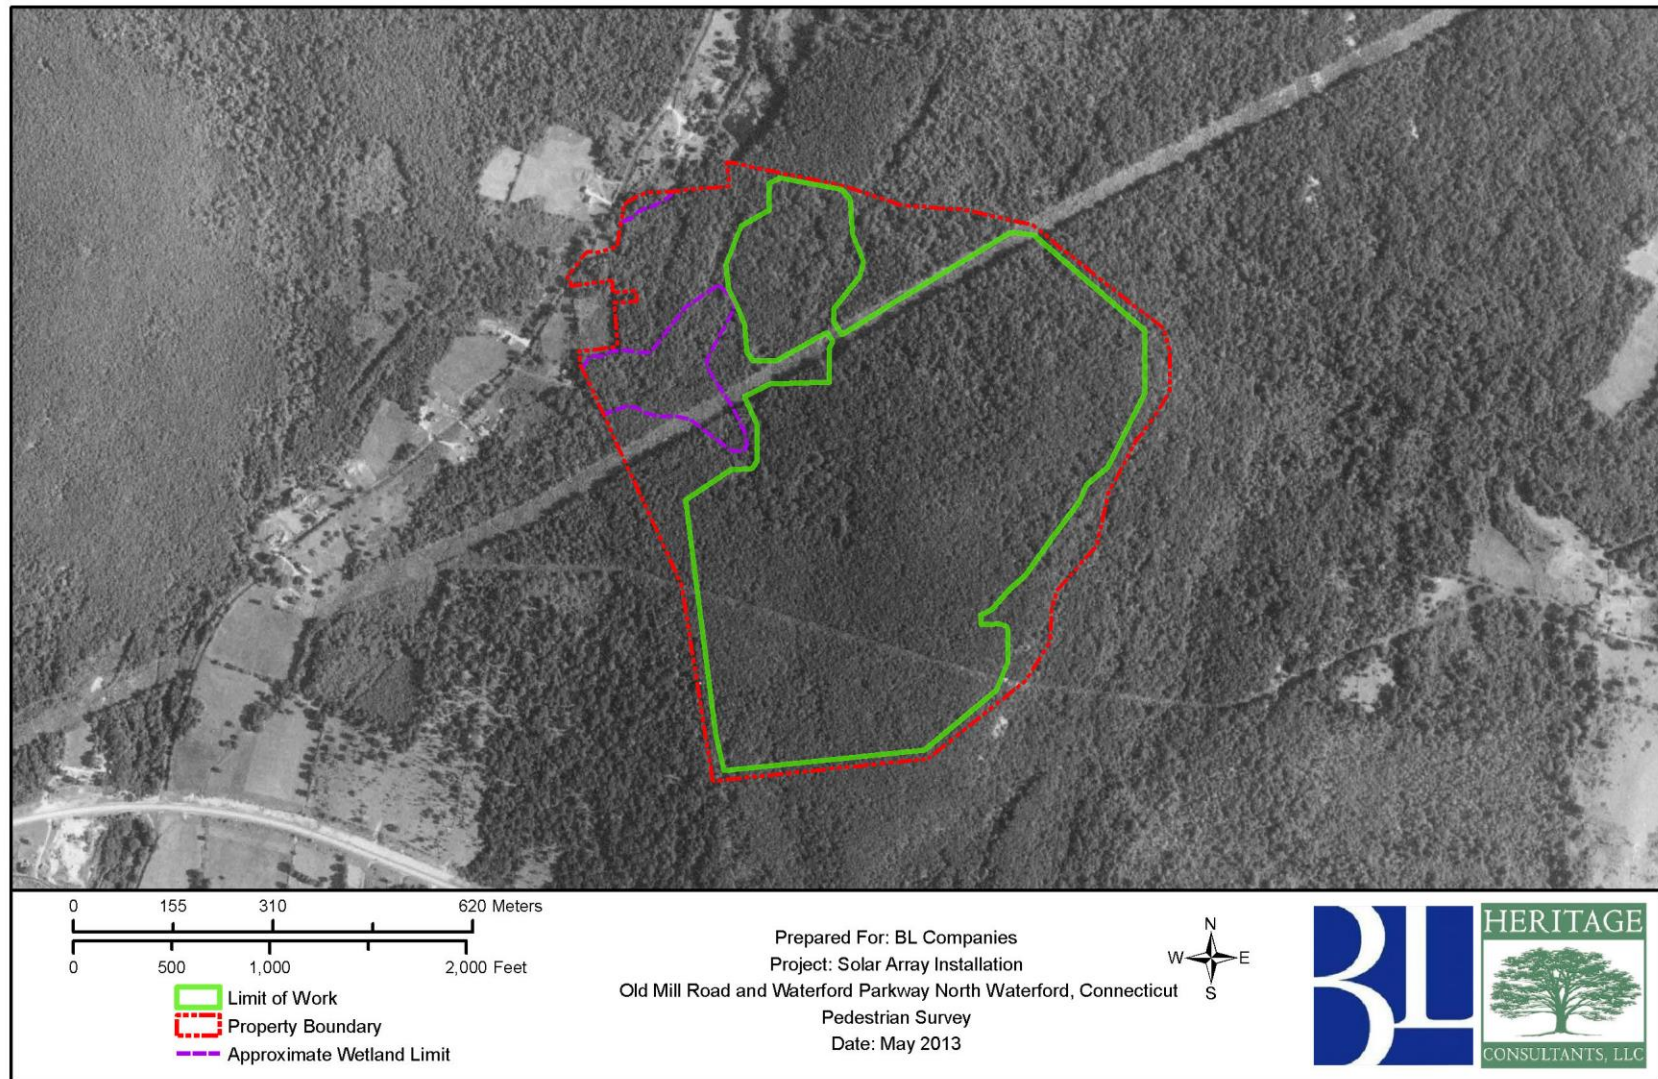 0 155 310 620 Meters
0 500 1,000 2,000 Feet
Limit of Work
Property Boundary
Approximate Wetland Limit
Prepared For: BL Companies
Project: Solar Array Installation
Old Mill Road and Waterford Parkway North Waterford, Connecticut
Pedestrian Survey
Date: May 2013
N
W E
S
BL
HERITAGE
CONSULTANTS, LLC